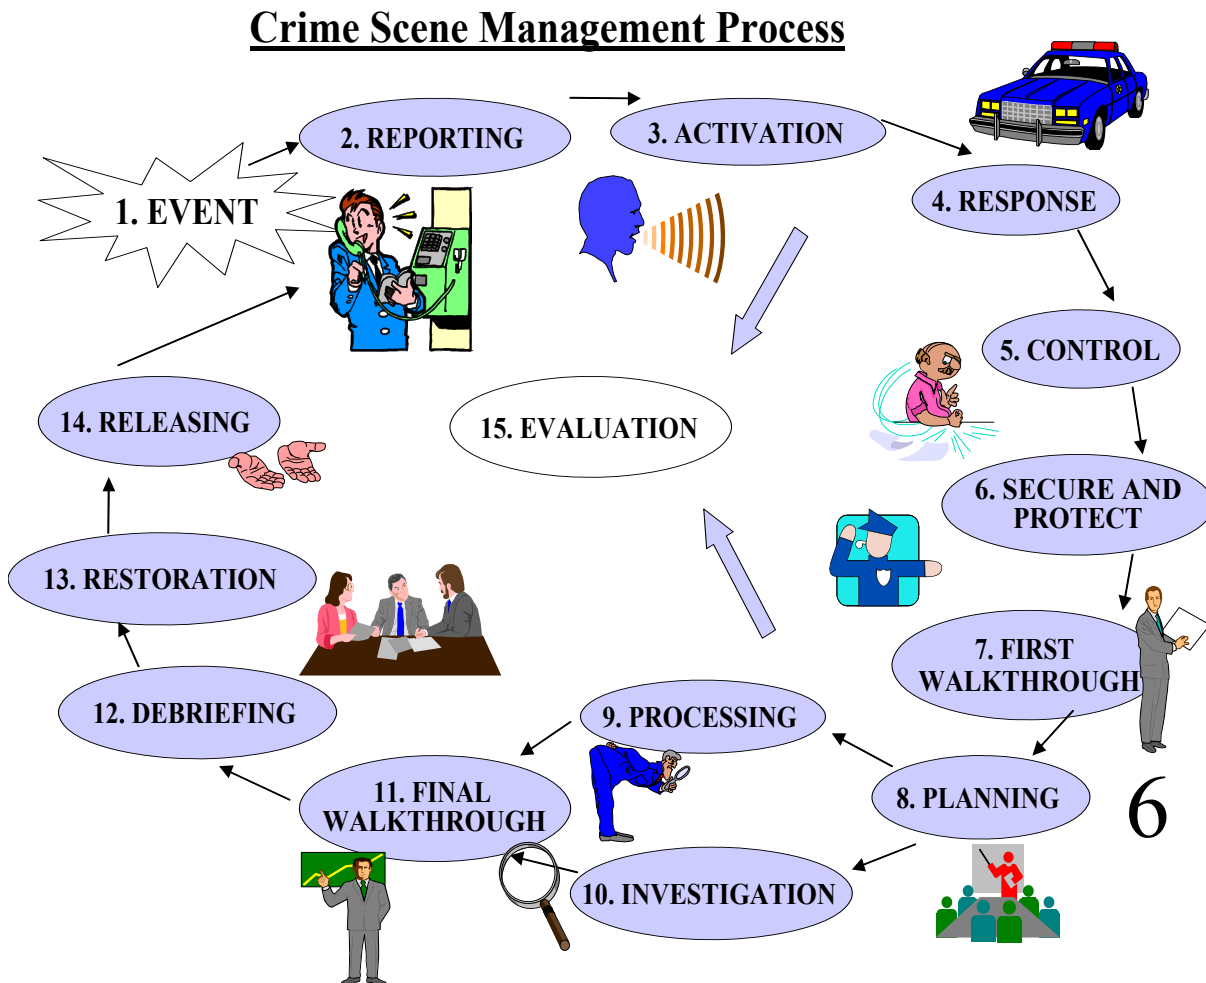 Crime Scene Management Process
1. EVENT
2. REPORTING
3. ACTIVATION
4. RESPONSE
5. CONTROL
6. SECURE AND
PROTECT
7. FIRST
WALKTHROUGH
8. PLANNING
9. PROCESSING
10. INVESTIGATION
11. FINAL
WALKTHROUGH
12. DEBRIEFING
13. RESTORATION
14. RELEASING
15. EVALUATION
6